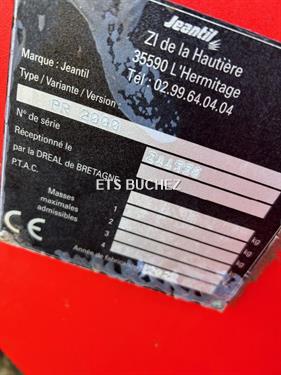 Jeantil
ZI de la Hautière
35590 L'Hermitage
Tél : 02.99.64.04.04
Marque : Jeantil
Type / Variante / Version :
PR 2000
N° de série
Réceptionné le
par la DREAL de BRETAGNE
P.T.A.C.
ETS BUCHEZ
Masses
maximales
admissibles
1
2
3
4
kg
kg
kg
Année de fabrication
CE